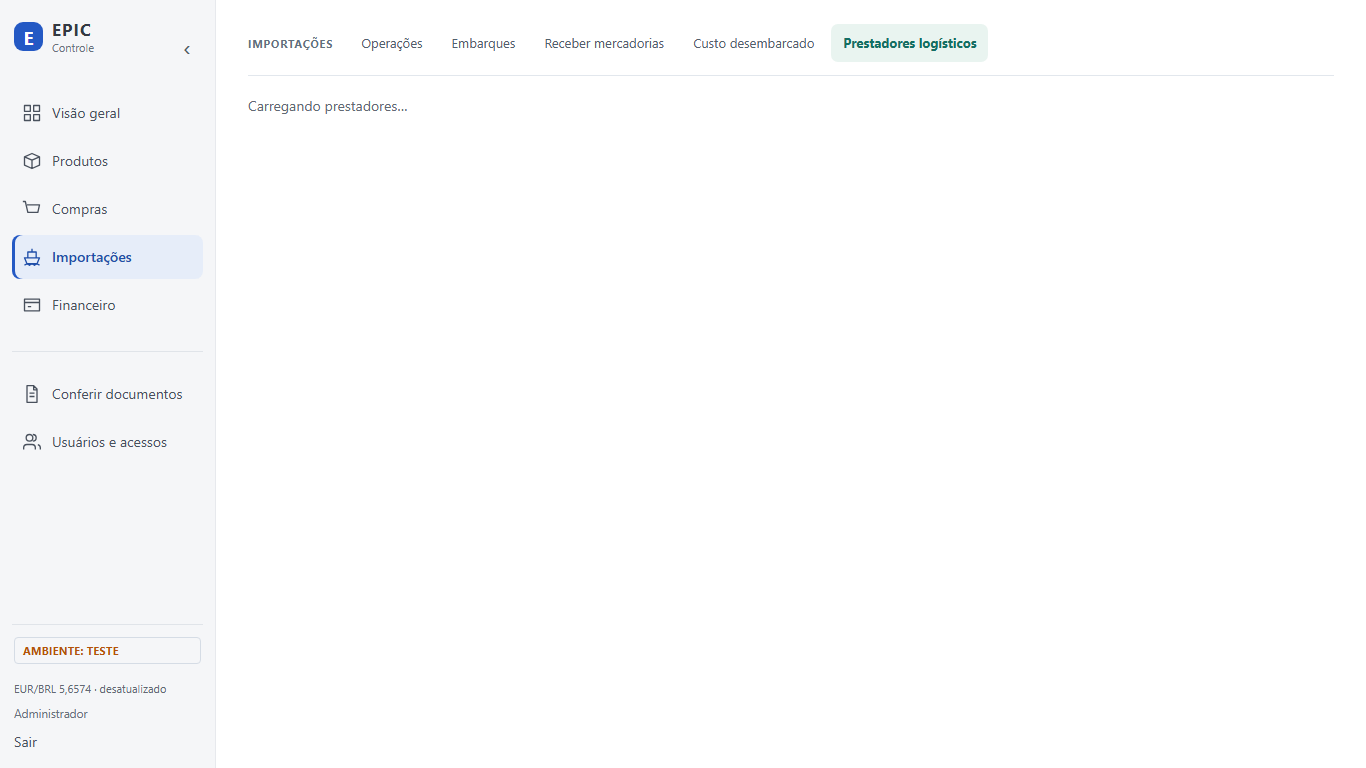 E
EPIC
Controle
Visão geral
Produtos
Compras
Importações
Financeiro
Conferir documentos
Usuários e acessos
AMBIENTE: TESTE
EUR/BRL 5,6574 · desatualizado
Administrador
Sair
IMPORTAÇÕES Operações Embarques Receber mercadorias Custo desembarcado Prestadores logísticos
Carregando prestadores...